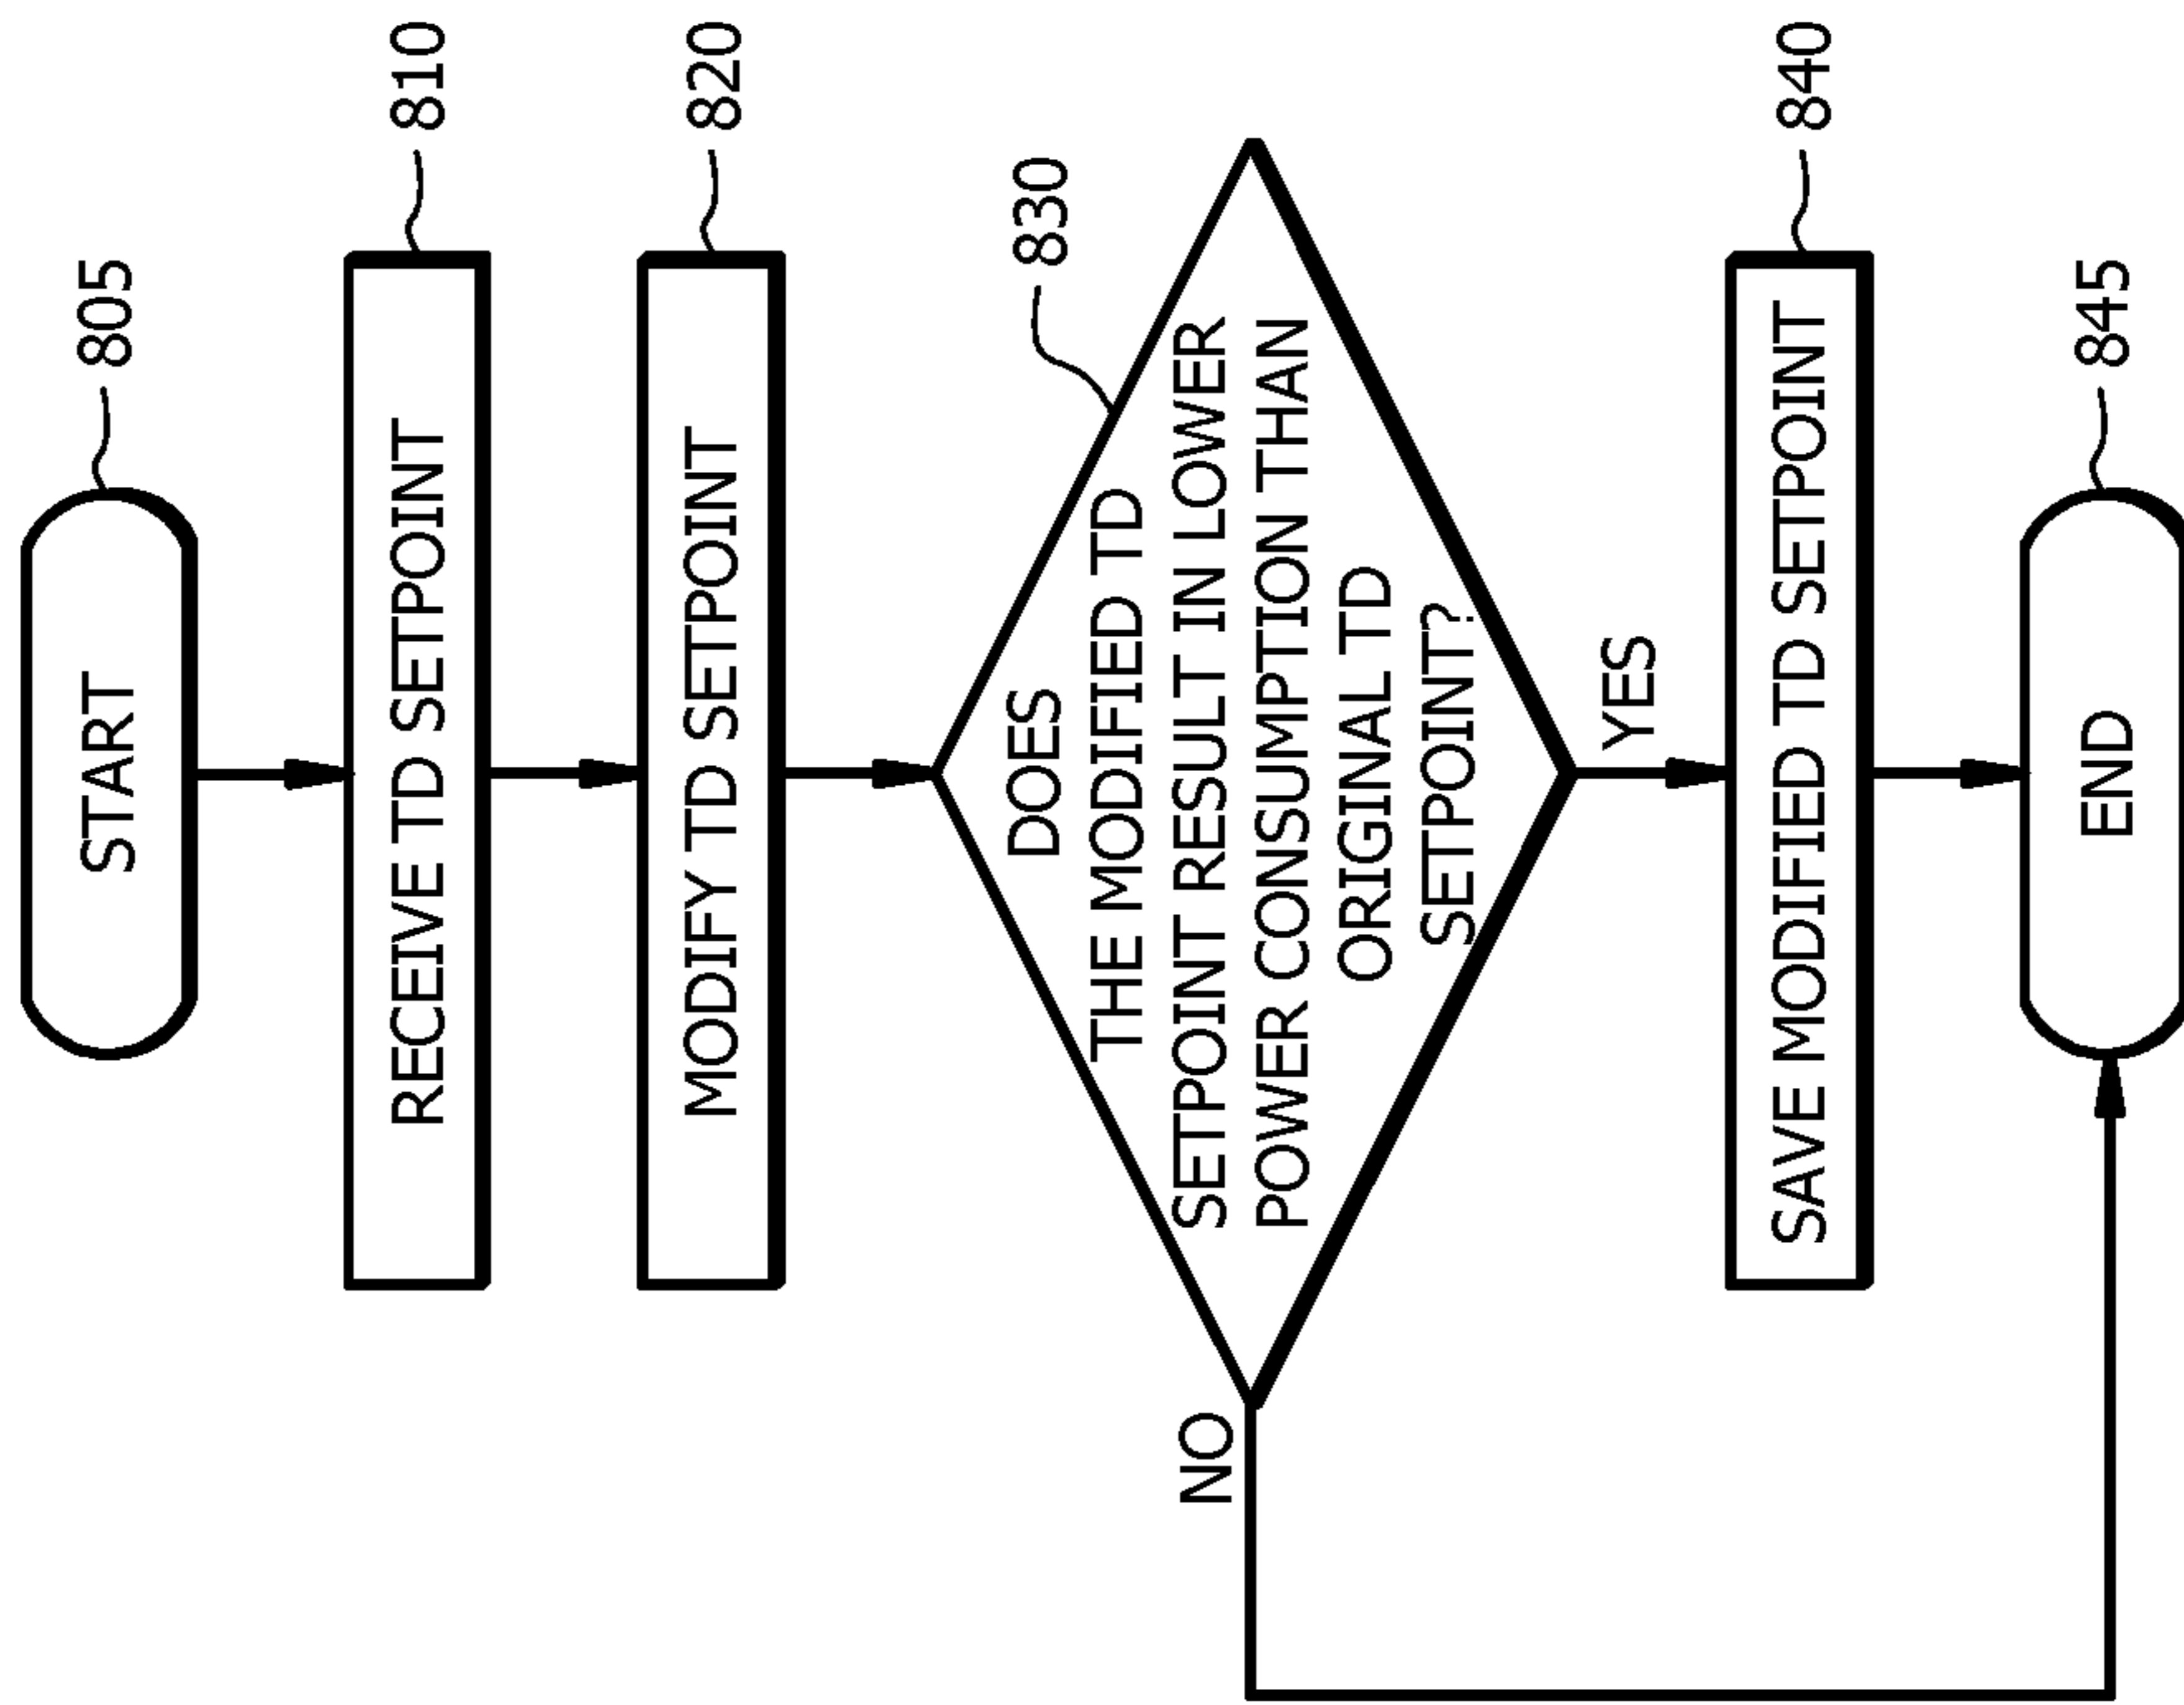 START
805
RECEIVE TD SETPOINT
810
MODIFY TD SETPOINT
820
830
DOES
THE MODIFIED TD
SETPOINT RESULT IN LOWER
POWER CONSUMPTION THAN
ORIGINAL TD
SETPOINT?
NO
YES
SAVE MODIFIED TD SETPOINT
840
END
845